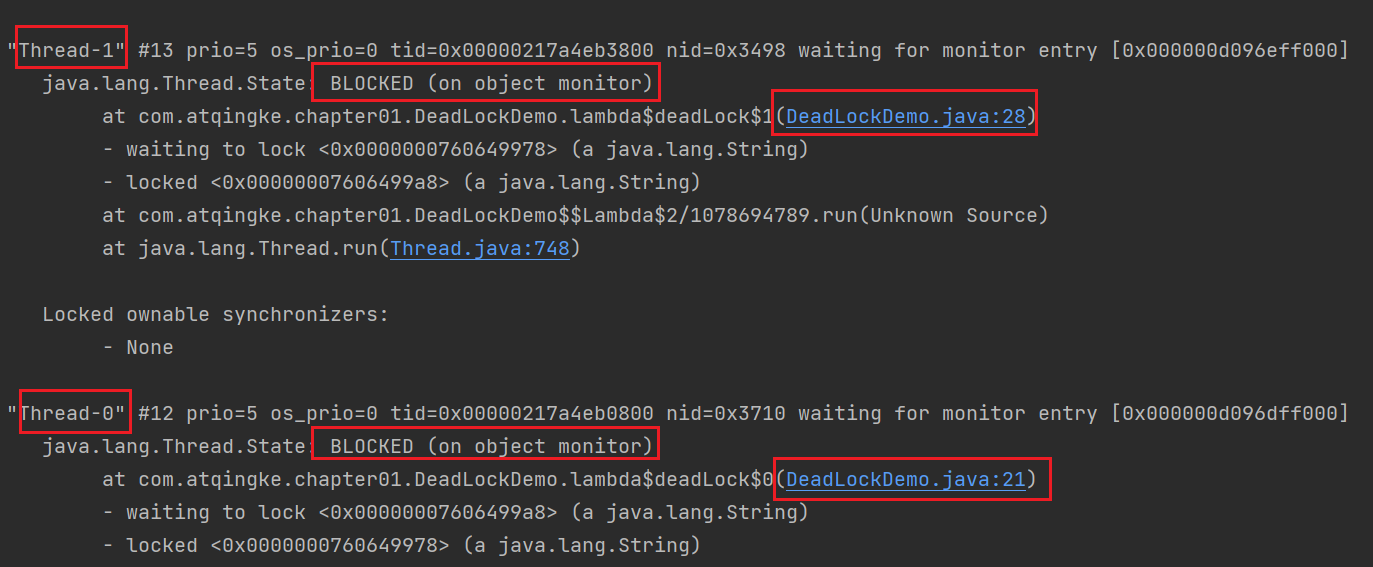 "Thread-1" #13 prio=5 os_prio=0 tid=0x00000217a4eb3800 nid=0x3498 waiting for monitor entry [0x000000d096eff000]
java.lang.Thread.State: BLOCKED (on object monitor)
at com.atqingke.chapter01.DeadLockDemo.lambda$deadLock$1(DeadLockDemo.java:28)
- waiting to lock <0x0000000760649978> (a java.lang.String)
- locked <0x00000007606499a8> (a java.lang.String)
at com.atqingke.chapter01.DeadLockDemo$$Lambda$2/1078694789.run(Unknown Source)
at java.lang.Thread.run(Thread.java:748)
Locked ownable synchronizers:
- None
"Thread-0" #12 prio=5 os_prio=0 tid=0x00000217a4eb0800 nid=0x3710 waiting for monitor entry [0x000000d096dff000]
java.lang.Thread.State: BLOCKED (on object monitor)
at com.atqingke.chapter01.DeadLockDemo.lambda$deadLock$0(DeadLockDemo.java:21)
- waiting to lock <0x00000007606499a8> (a java.lang.String)
- locked <0x0000000760649978> (a java.lang.String)